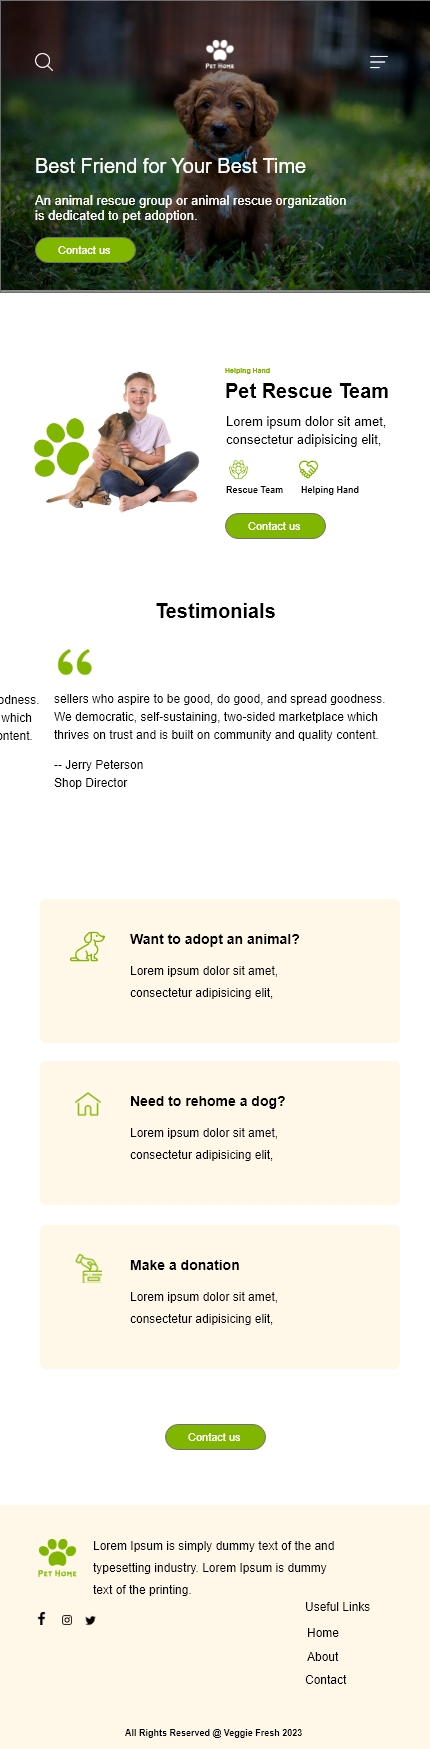 Pet Home
Best Friend for Your Best Time
An animal rescue group or animal rescue organization
is dedicated to pet adoption.
Contact us
Helping Hand
Pet Rescue Team
Lorem ipsum dolor sit amet,
consectetur adipisicing elit,
Rescue Team
Helping Hand
Contact us
Testimonials
odness.
which
ontent.
sellers who aspire to be good, do good, and spread goodness.
We democratic, self-sustaining, two-sided marketplace which
thrives on trust and is built on community and quality content.
-- Jerry Peterson
Shop Director
Want to adopt an animal?
Lorem ipsum dolor sit amet,
consectetur adipisicing elit,
Need to rehome a dog?
Lorem ipsum dolor sit amet,
consectetur adipisicing elit,
Make a donation
Lorem ipsum dolor sit amet,
consectetur adipisicing elit,
Contact us
Pet Home
Lorem Ipsum is simply dummy text of the and
typesetting industry. Lorem Ipsum is dummy
text of the printing.
Useful Links
Home
About
Contact
All Rights Reserved @ Veggie Fresh 2023